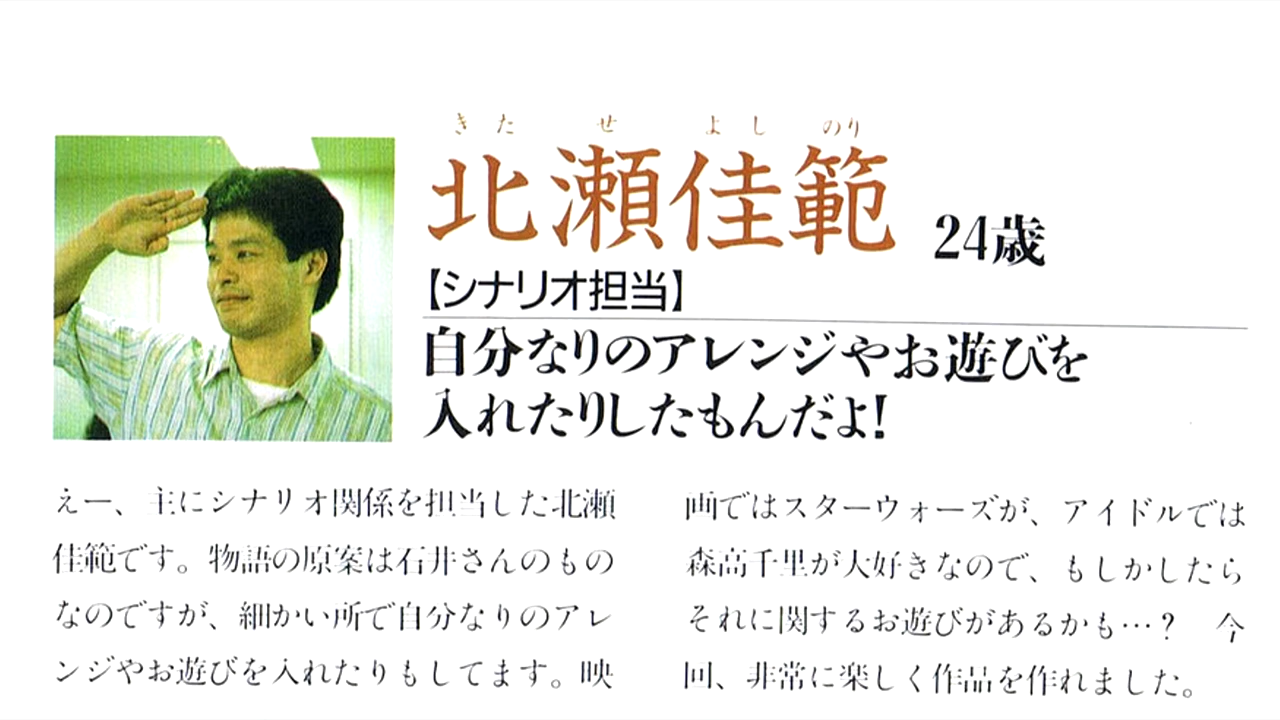 きた せ よし のり
北瀬佳範 24歳
【シナリオ担当】
自分なりのアレンジやお遊びを
入れたりしたもんだよ!
えー、主にシナリオ関係を担当した北瀬
佳範です。物語の原案は石井さんのもの
なのですが、細かい所で自分なりのアレ
ンジやお遊びを入れたりもしてます。映
画ではスターウォーズが、アイドルでは
森高千里が大好きなので、もしかしたら
それに関するお遊びがあるかも…? 今
回、非常に楽しく作品を作れました。